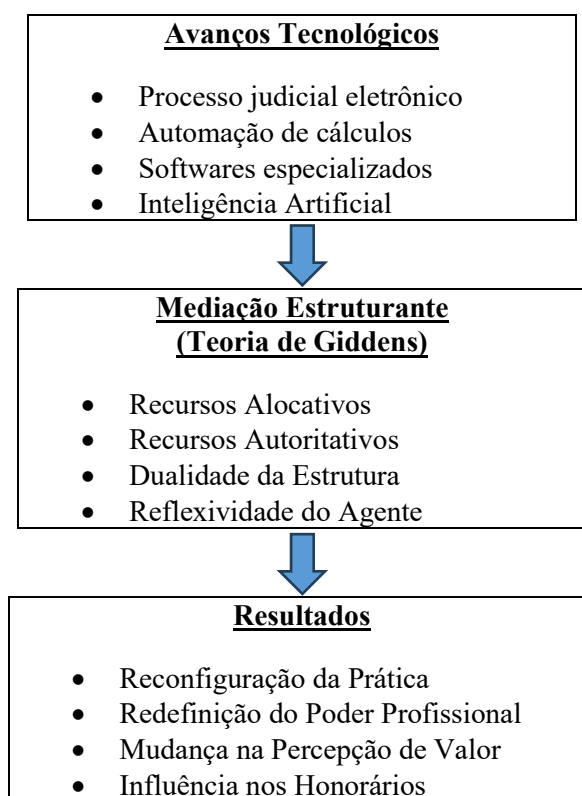 Avanços Tecnológicos
• Processo judicial eletrônico
• Automação de cálculos
• Softwares especializados
• Inteligência Artificial
Mediação Estruturante
(Teoria de Giddens)
• Recursos Alocativos
• Recursos Autoritativos
• Dualidade da Estrutura
• Reflexividade do Agente
Resultados
• Reconfiguração da Prática
• Redefinição do Poder Profissional
• Mudança na Percepção de Valor
• Influência nos Honorários